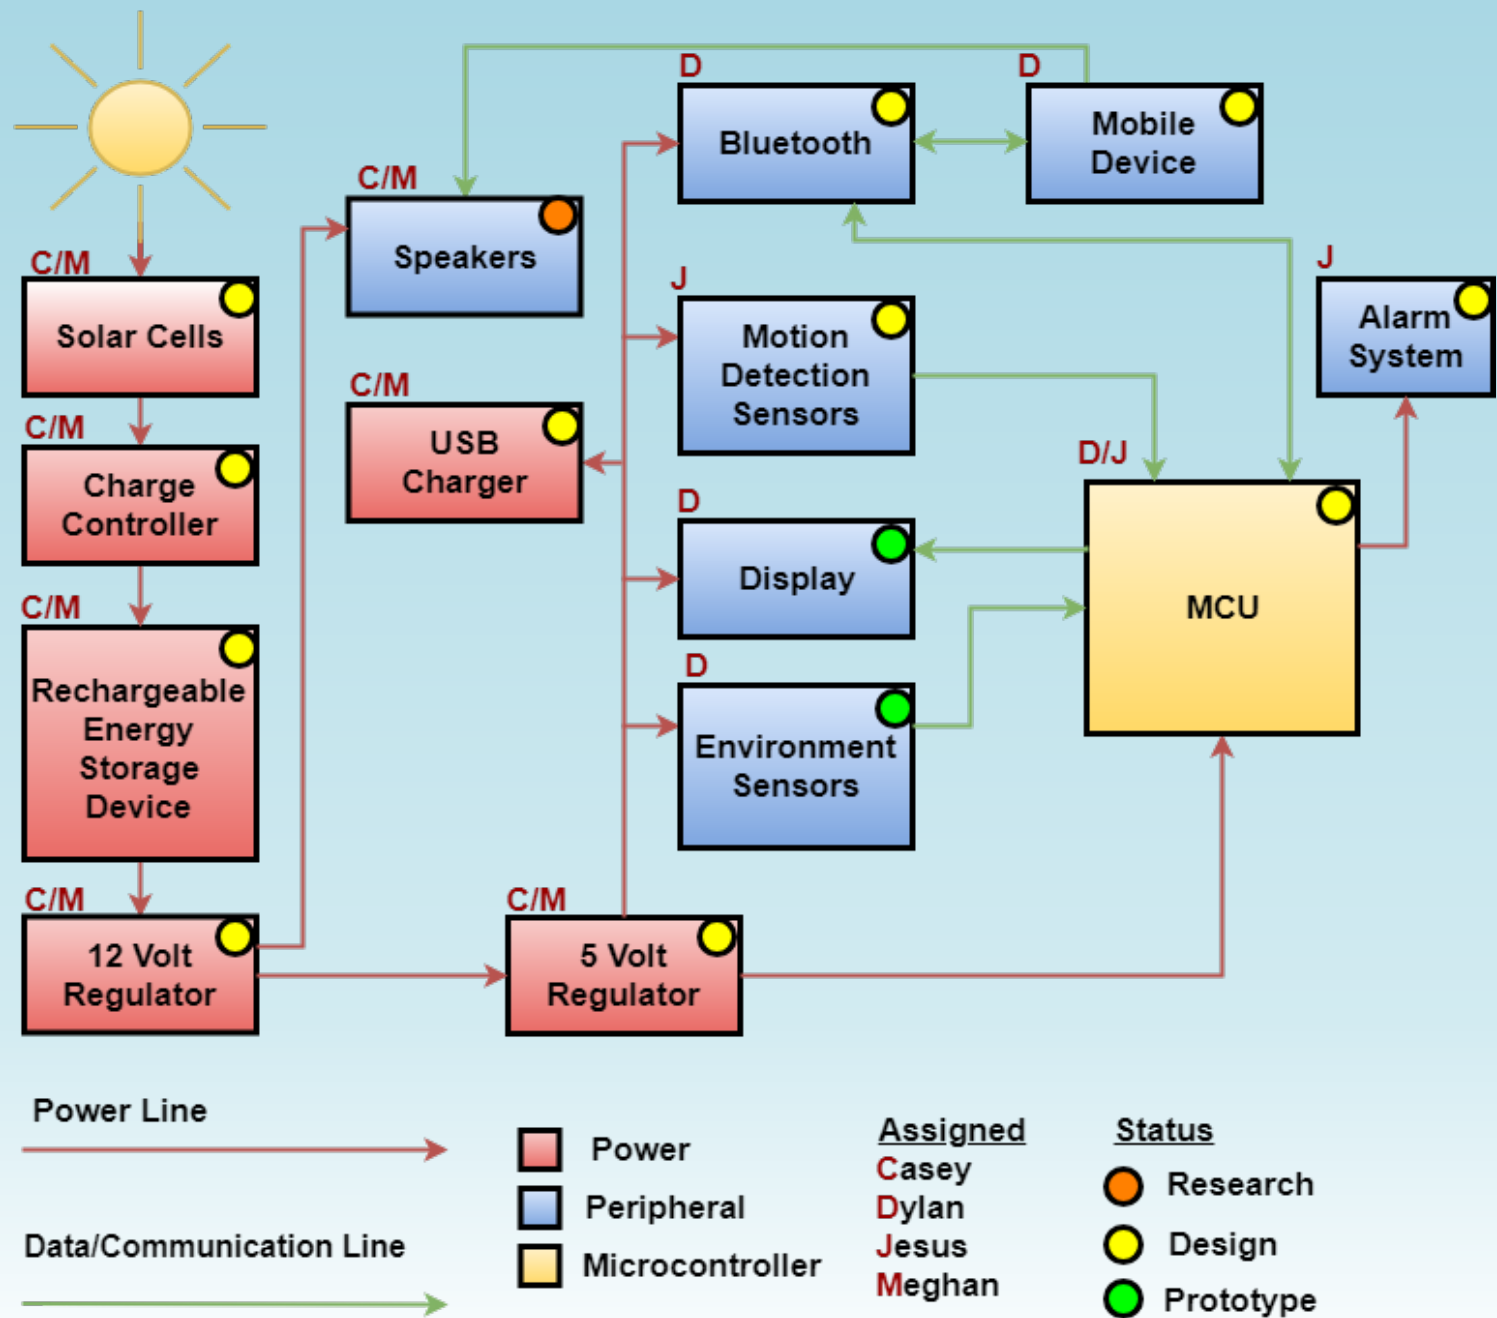 D
D
Bluetooth
Mobile
Device
C/M
Speakers
C/M
Solar Cells
J
Motion
Detection
Sensors
J
Alarm
System
C/M
USB
Charger
C/M
Charge
Controller
D/J
MCU
D
Display
C/M
Rechargeable
Energy
Storage
Device
D
Environment
Sensors
C/M
12 Volt
Regulator
C/M
5 Volt
Regulator
Power Line
Data/Communication Line
Power
Peripheral
Microcontroller
Assigned
Casey
Dylan
Jesus
Meghan
Status
Research
Design
Prototype